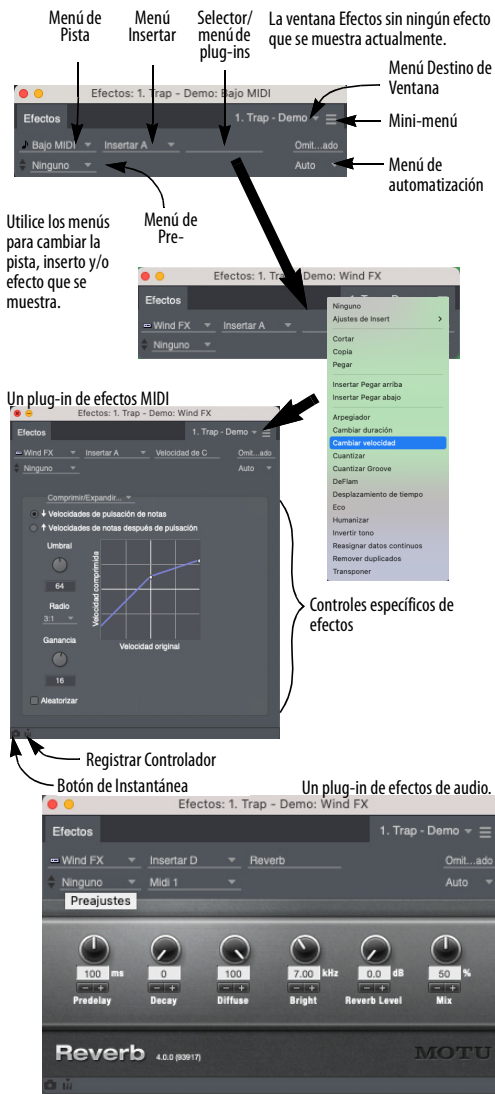 Menú de
Pista
Menú
Insertar
Selector/
menú de
plug-ins
La ventana Efectos sin ningún efecto
que se muestra actualmente.
Menú Destino de
Ventana
Efectos: 1. Trap - Demo: Bajo MIDI
Efectos
1. Trap - Demo
Mini-menú
Bajo MIDI
Insertar A
Omit...ado
Ninguno
Auto
Menú de
automatización
Utilice los menús
para cambiar la
pista, inserto y/o
efecto que se
muestra.
Menú de
Pre-
Efectos: 1. Trap - Demo: Wind FX
Efectos
Wind FX
Insertar A
Ninguno
Ninguno
Ajustes de Insert
Cortar
Copia
Pegar
Insertar Pegar arriba
Insertar Pegar abajo
Arpegiador
Cambiar duración
Cambiar velocidad
Cuantizar
Cuantizar Groove
DeFlam
Desplazamiento de tiempo
Eco
Humanizar
Invertir tono
Reasignar datos continuos
Remover duplicados
Transponer
Un plug-in de efectos MIDI
Efectos: 1. Trap - Demo: Wind FX
Efectos
1. Trap - Demo
Wind FX
Insertar A
Velocidad de C
Omit...ado
Ninguno
Auto
Comprimir/Expandir...
Velocidades de pulsación de notas
Velocidades de notas después de pulsación
Umbral
64
Radio
3:1
Ganancia
16
Velocidad comprimida
Velocidad original
Aleatorizar
Controles específicos de
efectos
Registrar Controlador
Botón de Instantánea
Un plug-in de efectos de audio.
Efectos: 1. Trap - Demo: Wind FX
Efectos
1. Trap - Demo
Wind FX
Insertar D
Reverb
Omit...ado
Ninguno
Midi 1
Auto
Preajustes
100 ms
0
100
7.00 kHz
0.0 dB
50 %
Predelay
Decay
Diffuse
Bright
Reverb Level
Mix
Reverb 4.0.0 (93917)
MOTU